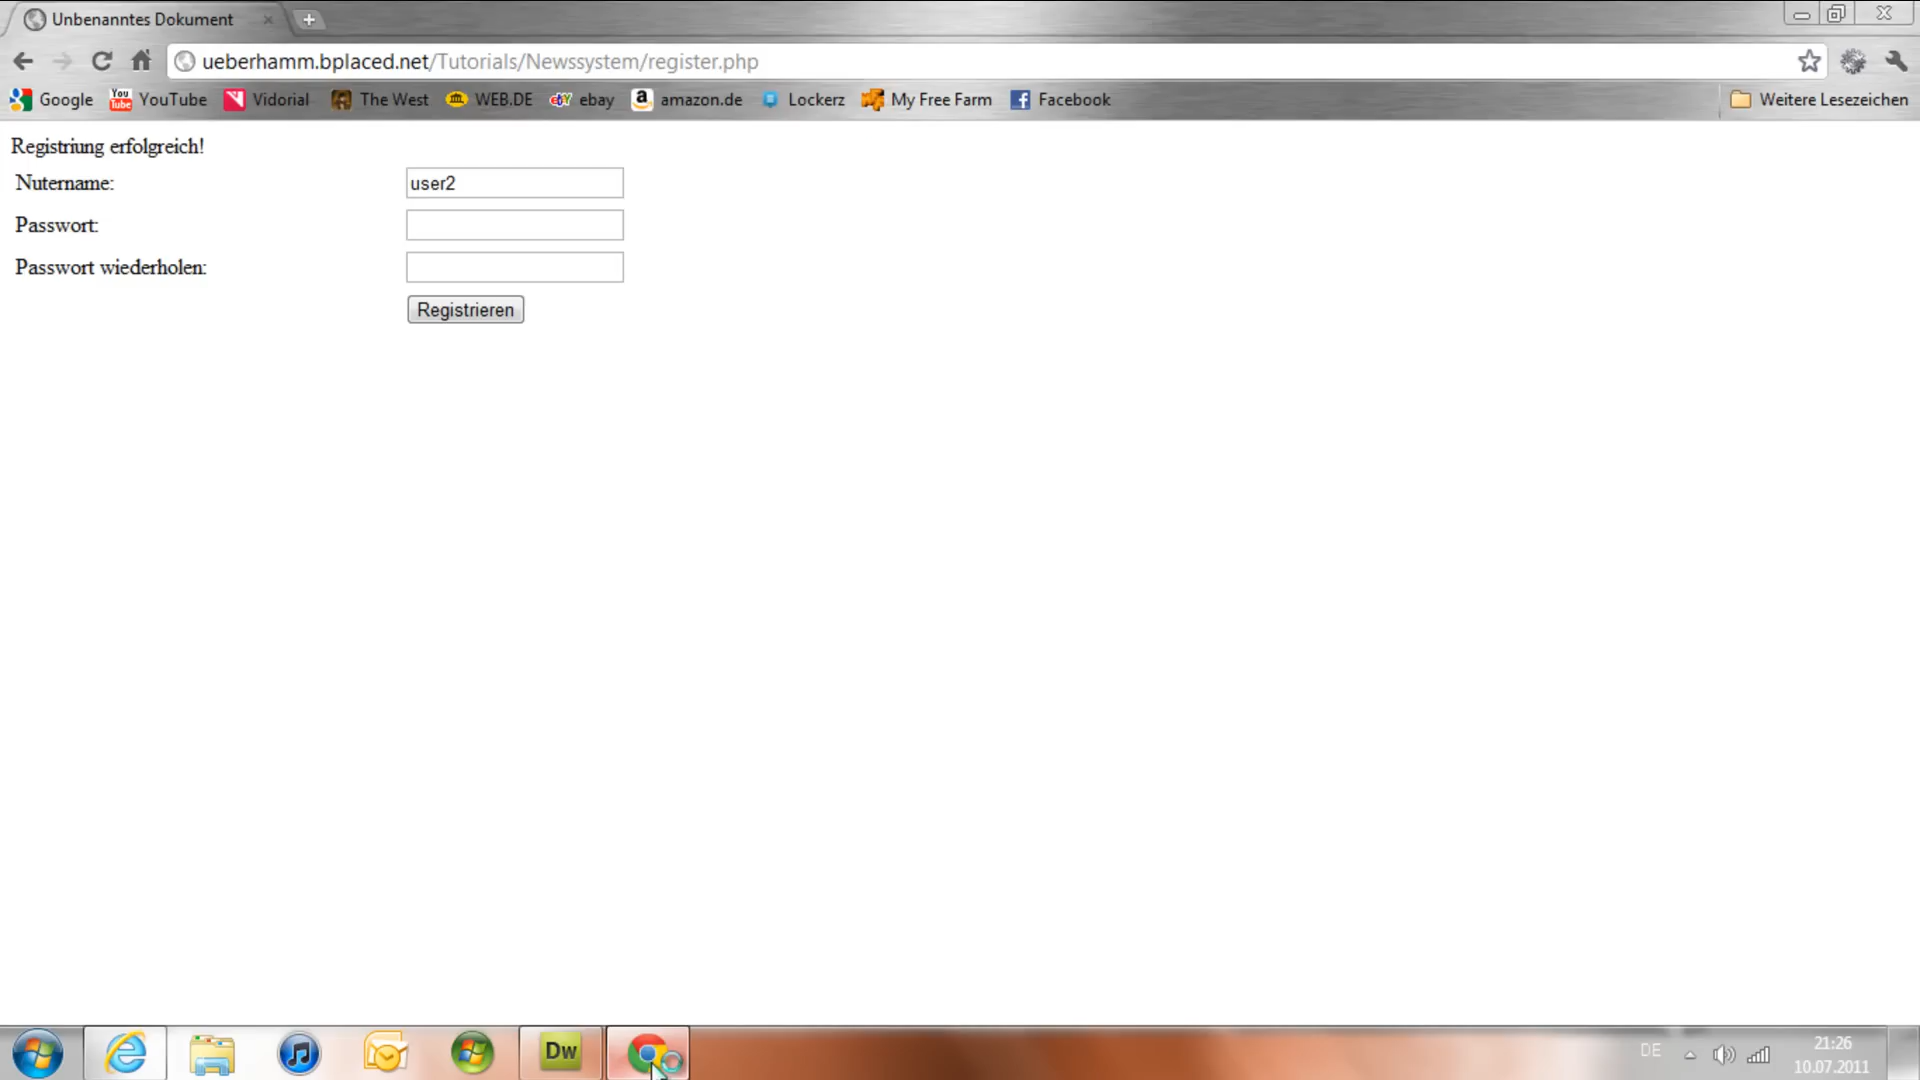 Unbenanntes Dokument
ueberhamm.bplaced.net/Tutorials/Newssystem/register.php
Google YouTube Vidorial The West WEB.DE ebay amazon.de Lockerz My Free Farm Facebook Weitere Lesezeichen
Registriung erfolgreich!
Nutername: user2
Passwort:
Passwort wiederholen:
Registrieren
Dw DE 21:26
10.07.2011